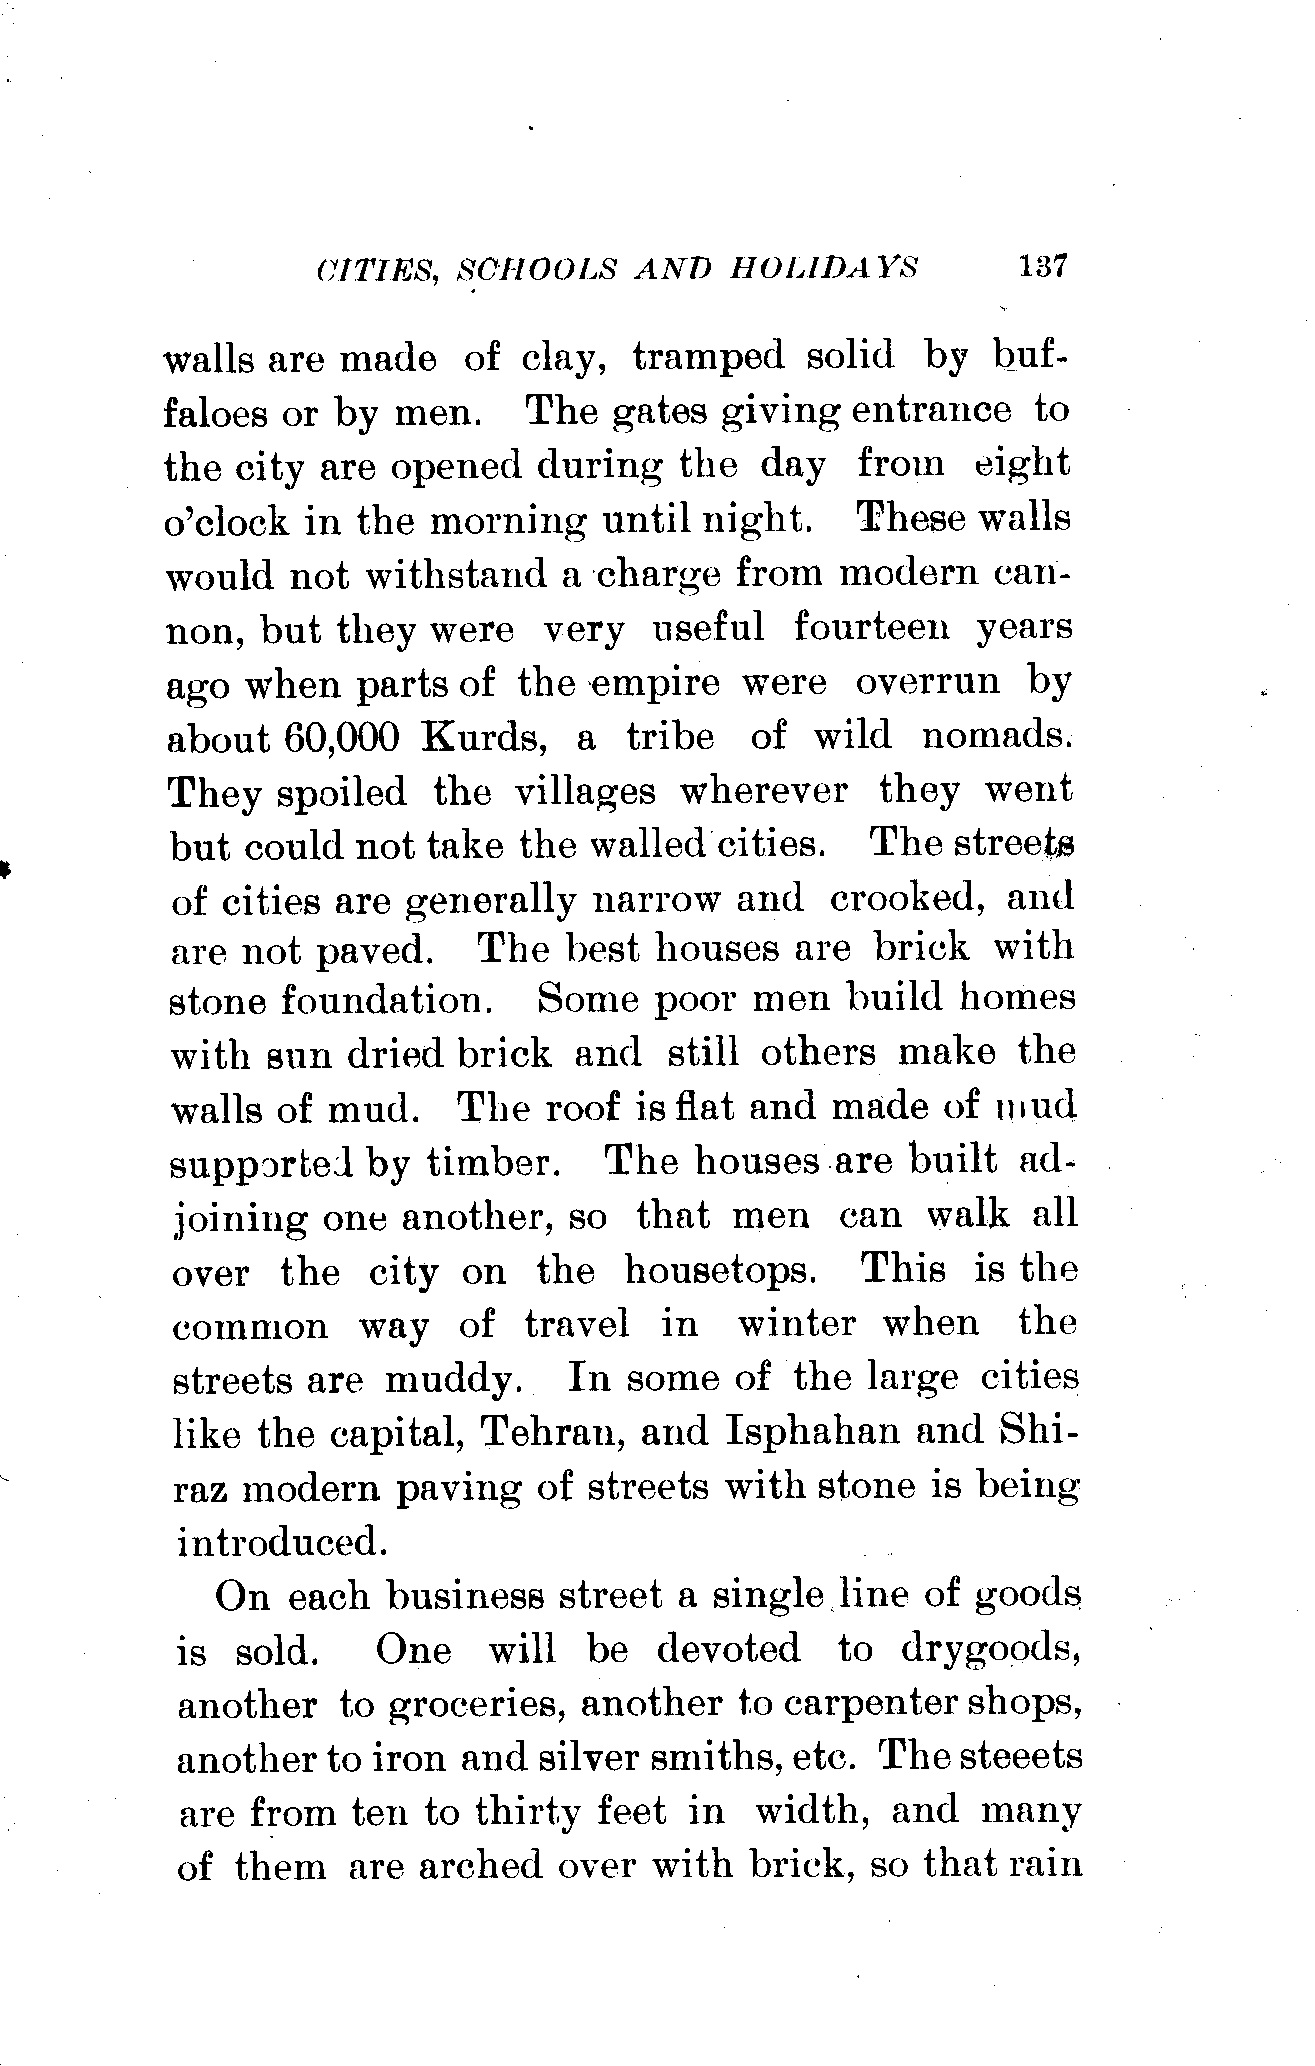 CITIES, SCHOOLS AND HOLIDAYS 137
walls are made of clay, tramped solid by buf-
faloes or by men. The gates giving entrance to
the city are opened during the day from eight
o'clock in the morning until night. These walls
would not withstand a charge from modern can-
non, but they were very useful fourteen years
ago when parts of the empire were overrun by
about 60,000 Kurds, a tribe of wild nomads.
They spoiled the villages wherever they went
but could not take the walled cities. The streets
of cities are generally narrow and crooked, and
are not paved. The best houses are brick with
stone foundation. Some poor men build homes
with sun dried brick and still others make the
walls of mud. The roof is flat and made of mud
supported by timber. The houses are built ad-
joining one another, so that men can walk all
over the city on the housetops. This is the
common way of travel in winter when the
streets are muddy. In some of the large cities
like the capital, Tehran, and Isphahan and Shi-
raz modern paving of streets with stone is being
introduced.
On each business street a single line of goods
is sold. One will be devoted to drygoods,
another to groceries, another to carpenter shops,
another to iron and silver smiths, etc. The steeets
are from ten to thirty feet in width, and many
of them are arched over with brick, so that rain